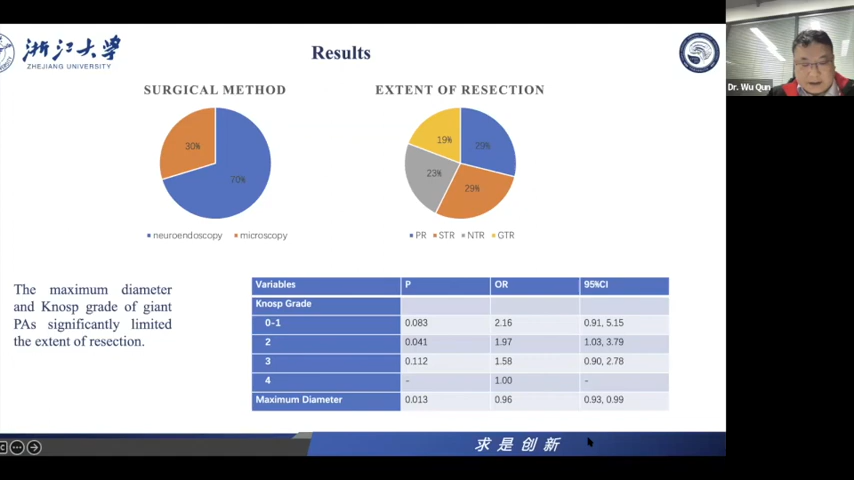 浙江大学
ZHEJIANG UNIVERSITY
Results
Dr. Wu Qun
SURGICAL METHOD
30%
70%
neuroendoscopy microscopy
EXTENT OF RESECTION
19%
29%
23%
29%
PR STR NTR GTR
The maximum diameter
and Knosp grade of giant
PAs significantly limited
the extent of resection.
Variables P OR 95%CI
Knosp Grade
0-1 0.083 2.16 0.91, 5.15
2 0.041 1.97 1.03, 3.79
3 0.112 1.58 0.90, 2.78
4 - 1.00 -
Maximum Diameter 0.013 0.96 0.93, 0.99
求是创新